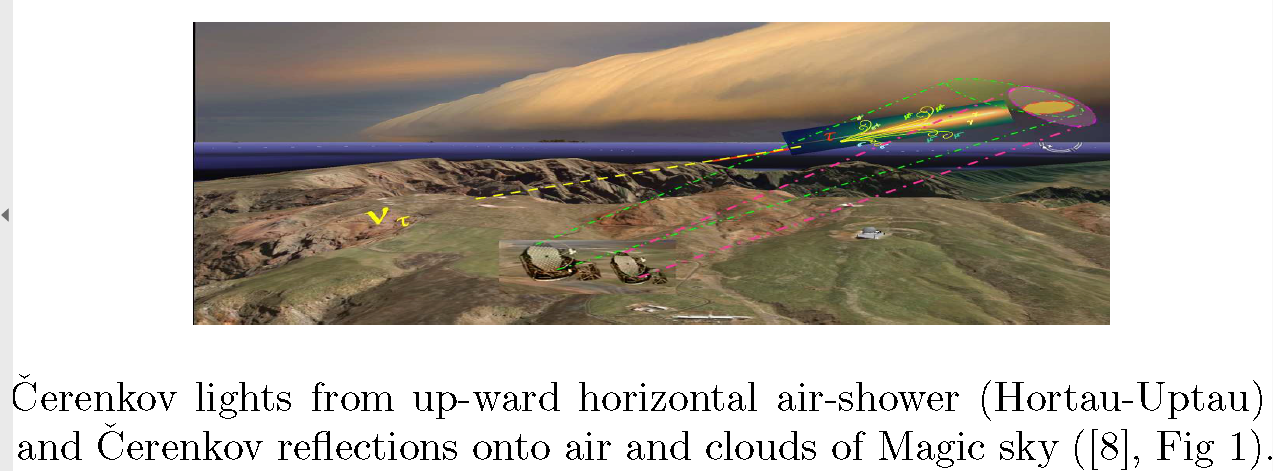 τ
ν τ
Čerenkov lights from up-ward horizontal air-shower (Hortau-Uptau)
and Čerenkov reflections onto air and clouds of Magic sky ([8], Fig 1).